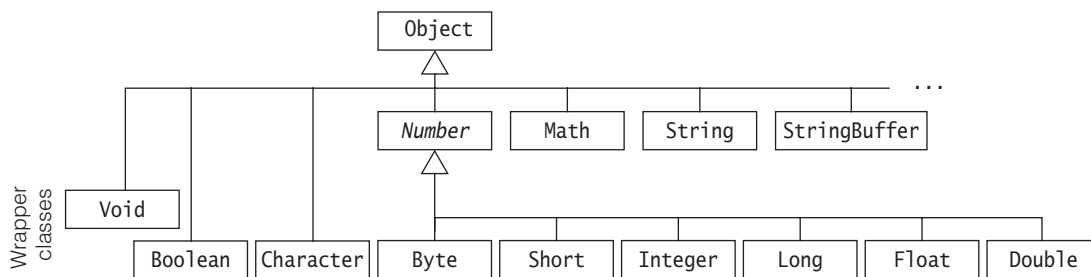 Object
...
Number Math String StringBuffer
Wrapper
classes
Void
Boolean Character Byte Short Integer Long Float Double